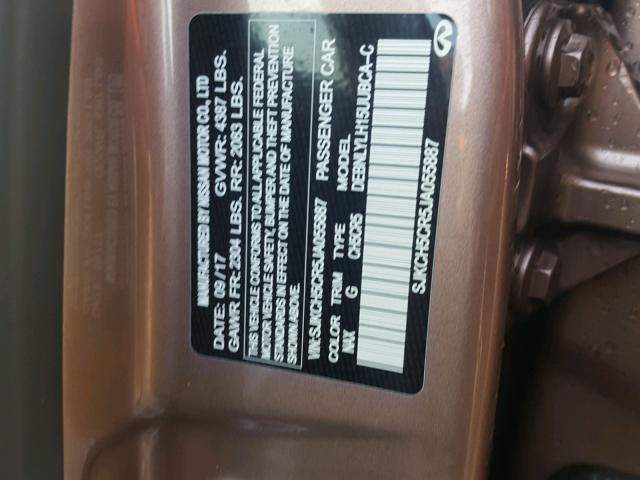 MANUFACTURED BY NISSAN MOTOR CO., LTD
DATE: 09/17 GVWR: 4387 LBS.
GAWR FR: 2304 LBS. RR: 2083 LBS.
THIS VEHICLE CONFORMS TO ALL APPLICABLE FEDERAL
MOTOR VEHICLE SAFETY, BUMPER AND THEFT PREVENTION
STANDARDS IN EFFECT ON THE DATE OF MANUFACTURE
SHOWN ABOVE.
VIN: SJKCH5CR5JA055887 PASSENGER CAR
COLOR TRIM TYPE MODEL
NAX G CH5CR5 DEBNLYLH15UUBCA-C
SJKCH5CR5JA055887